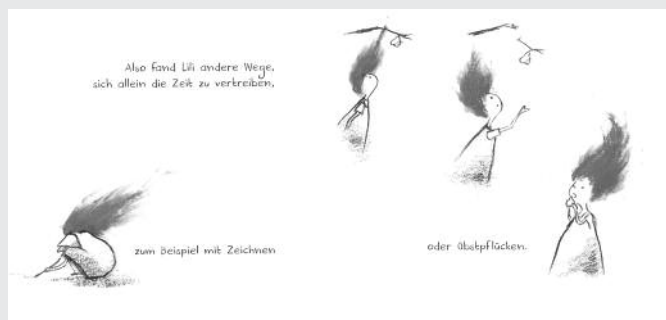 Also fand Lili andere Wege,
sich allein die Zeit zu vertreiben,
zum Beispiel mit Zeichnen
oder Obstpflücken.